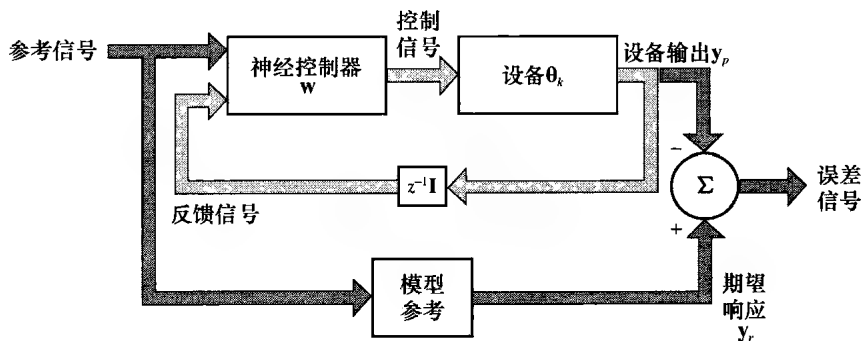 参考信号
神经控制器
w
控制
信号
设备θk
设备输出yp
z⁻¹I
反馈信号
−
Σ
+
误差
信号
模型
参考
期望
响应
yr